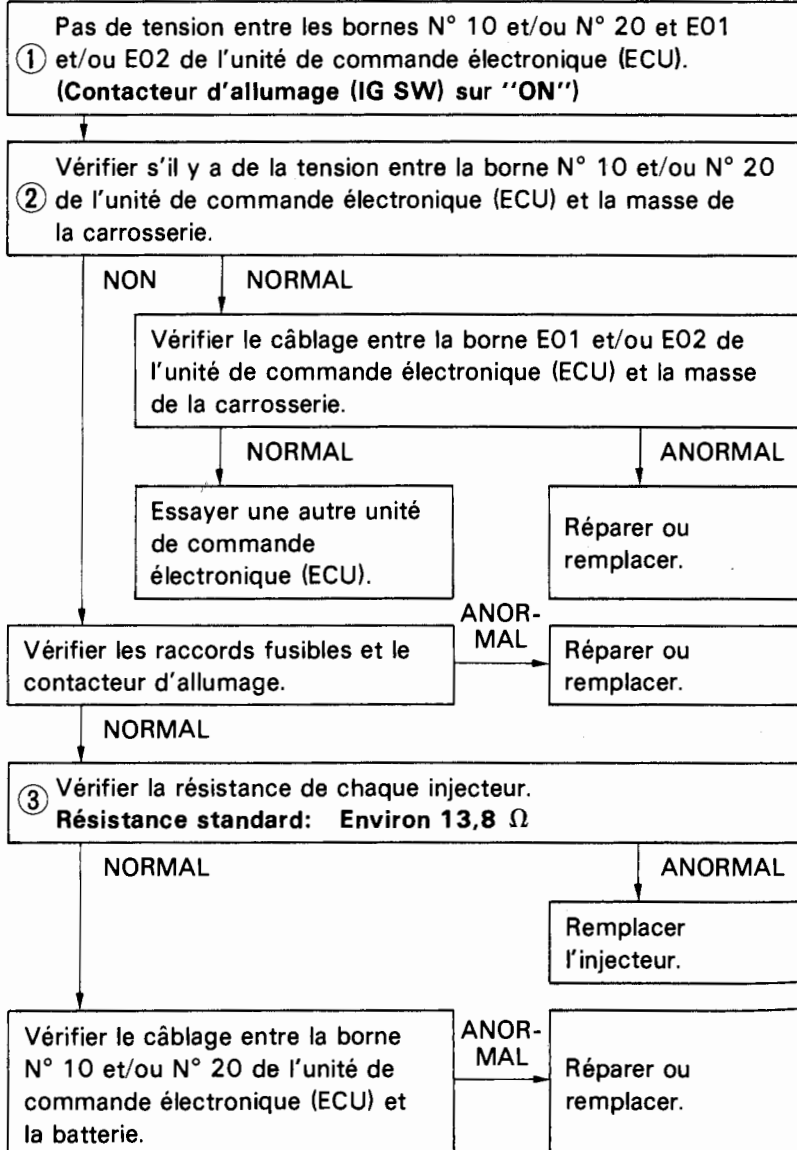 Pas de tension entre les bornes N° 10 et/ou N° 20 et E01
① et/ou E02 de l'unité de commande électronique (ECU).
(Contacteur d'allumage (IG SW) sur ''ON'')
Vérifier s'il y a de la tension entre la borne N° 10 et/ou N° 20
② de l'unité de commande électronique (ECU) et la masse de
la carrosserie.
NON NORMAL
Vérifier le câblage entre la borne E01 et/ou E02 de
l'unité de commande électronique (ECU) et la masse
de la carrosserie.
NORMAL ANORMAL
Essayer une autre unité
de commande
électronique (ECU).
Réparer ou
remplacer.
Vérifier les raccords fusibles et le
contacteur d'allumage.
ANOR-
MAL
Réparer ou
remplacer.
NORMAL
③ Vérifier la résistance de chaque injecteur.
Résistance standard: Environ 13,8 Ω
NORMAL ANORMAL
Remplacer
l'injecteur.
Vérifier le câblage entre la borne
N° 10 et/ou N° 20 de l'unité de
commande électronique (ECU) et
la batterie.
ANOR-
MAL
Réparer ou
remplacer.